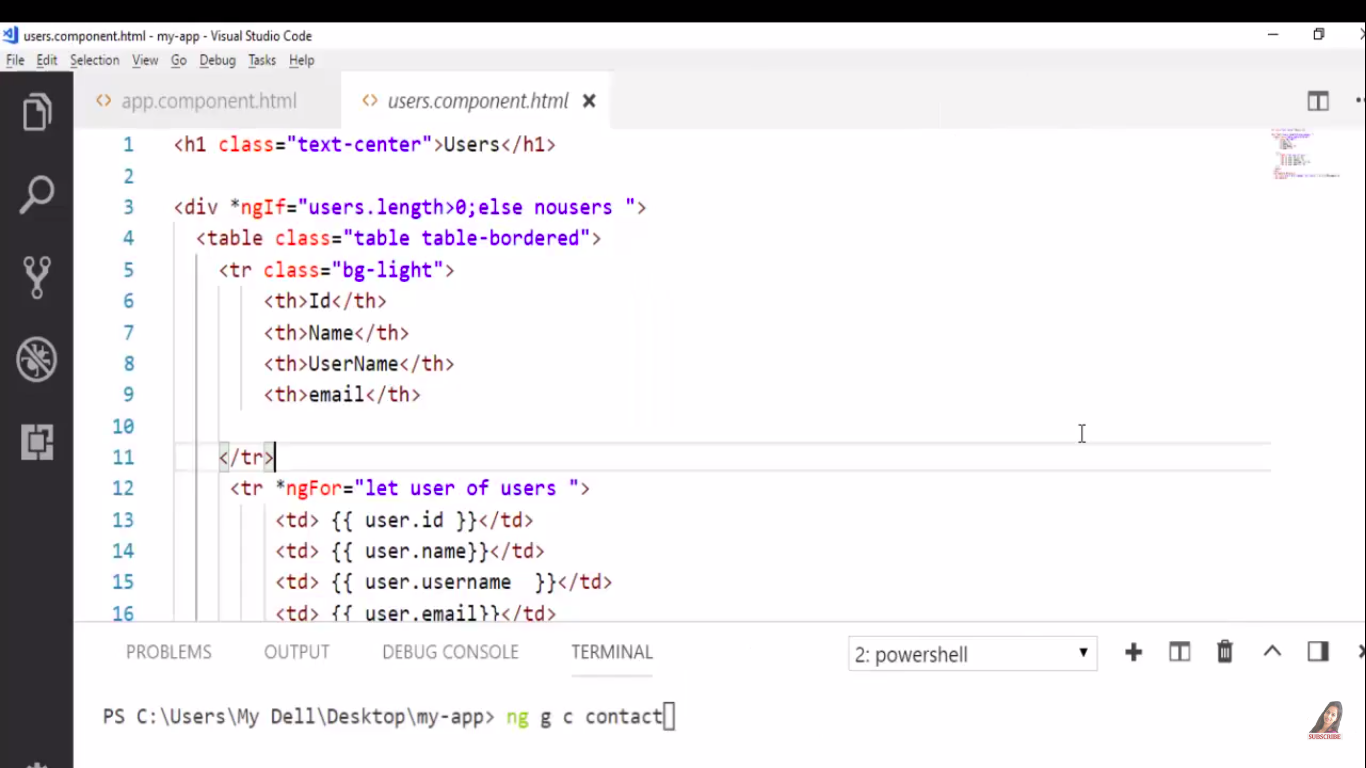 users.component.html - my-app - Visual Studio Code
File Edit Selection View Go Debug Tasks Help
<> app.component.html <> users.component.html
1 <h1 class="text-center">Users</h1>
2
3 <div *ngIf="users.length>0;else nousers ">
4 <table class="table table-bordered">
5 <tr class="bg-light">
6 <th>Id</th>
7 <th>Name</th>
8 <th>UserName</th>
9 <th>email</th>
10
11 </tr>
12 <tr *ngFor="let user of users ">
13 <td> {{ user.id }}</td>
14 <td> {{ user.name}}</td>
15 <td> {{ user.username  }}</td>
16 <td> {{ user.email}}</td>
PROBLEMS OUTPUT DEBUG CONSOLE TERMINAL 2: powershell
PS C:\Users\My Dell\Desktop\my-app> ng g c contact
SUBSCRIBE